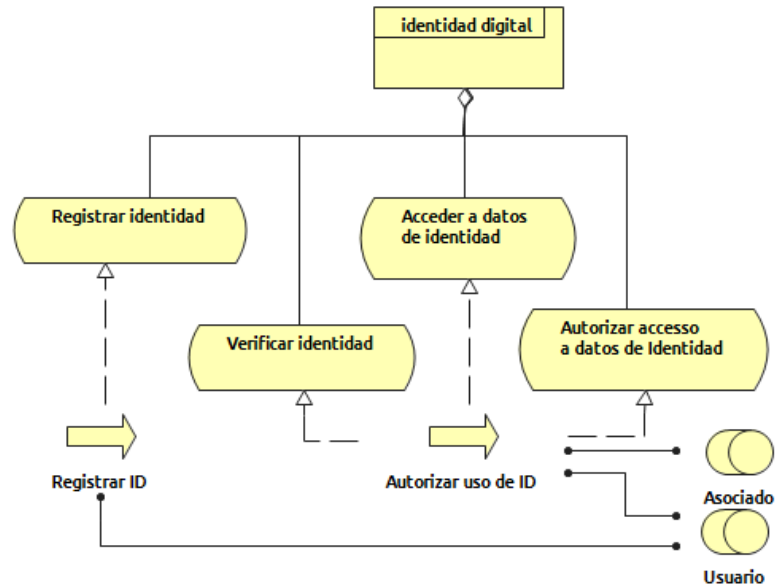 identidad digital
Registrar identidad
Acceder a datos
de identidad
Verificar identidad
Autorizar accesso
a datos de Identidad
Registrar ID
Autorizar uso de ID
Asociado
Usuario